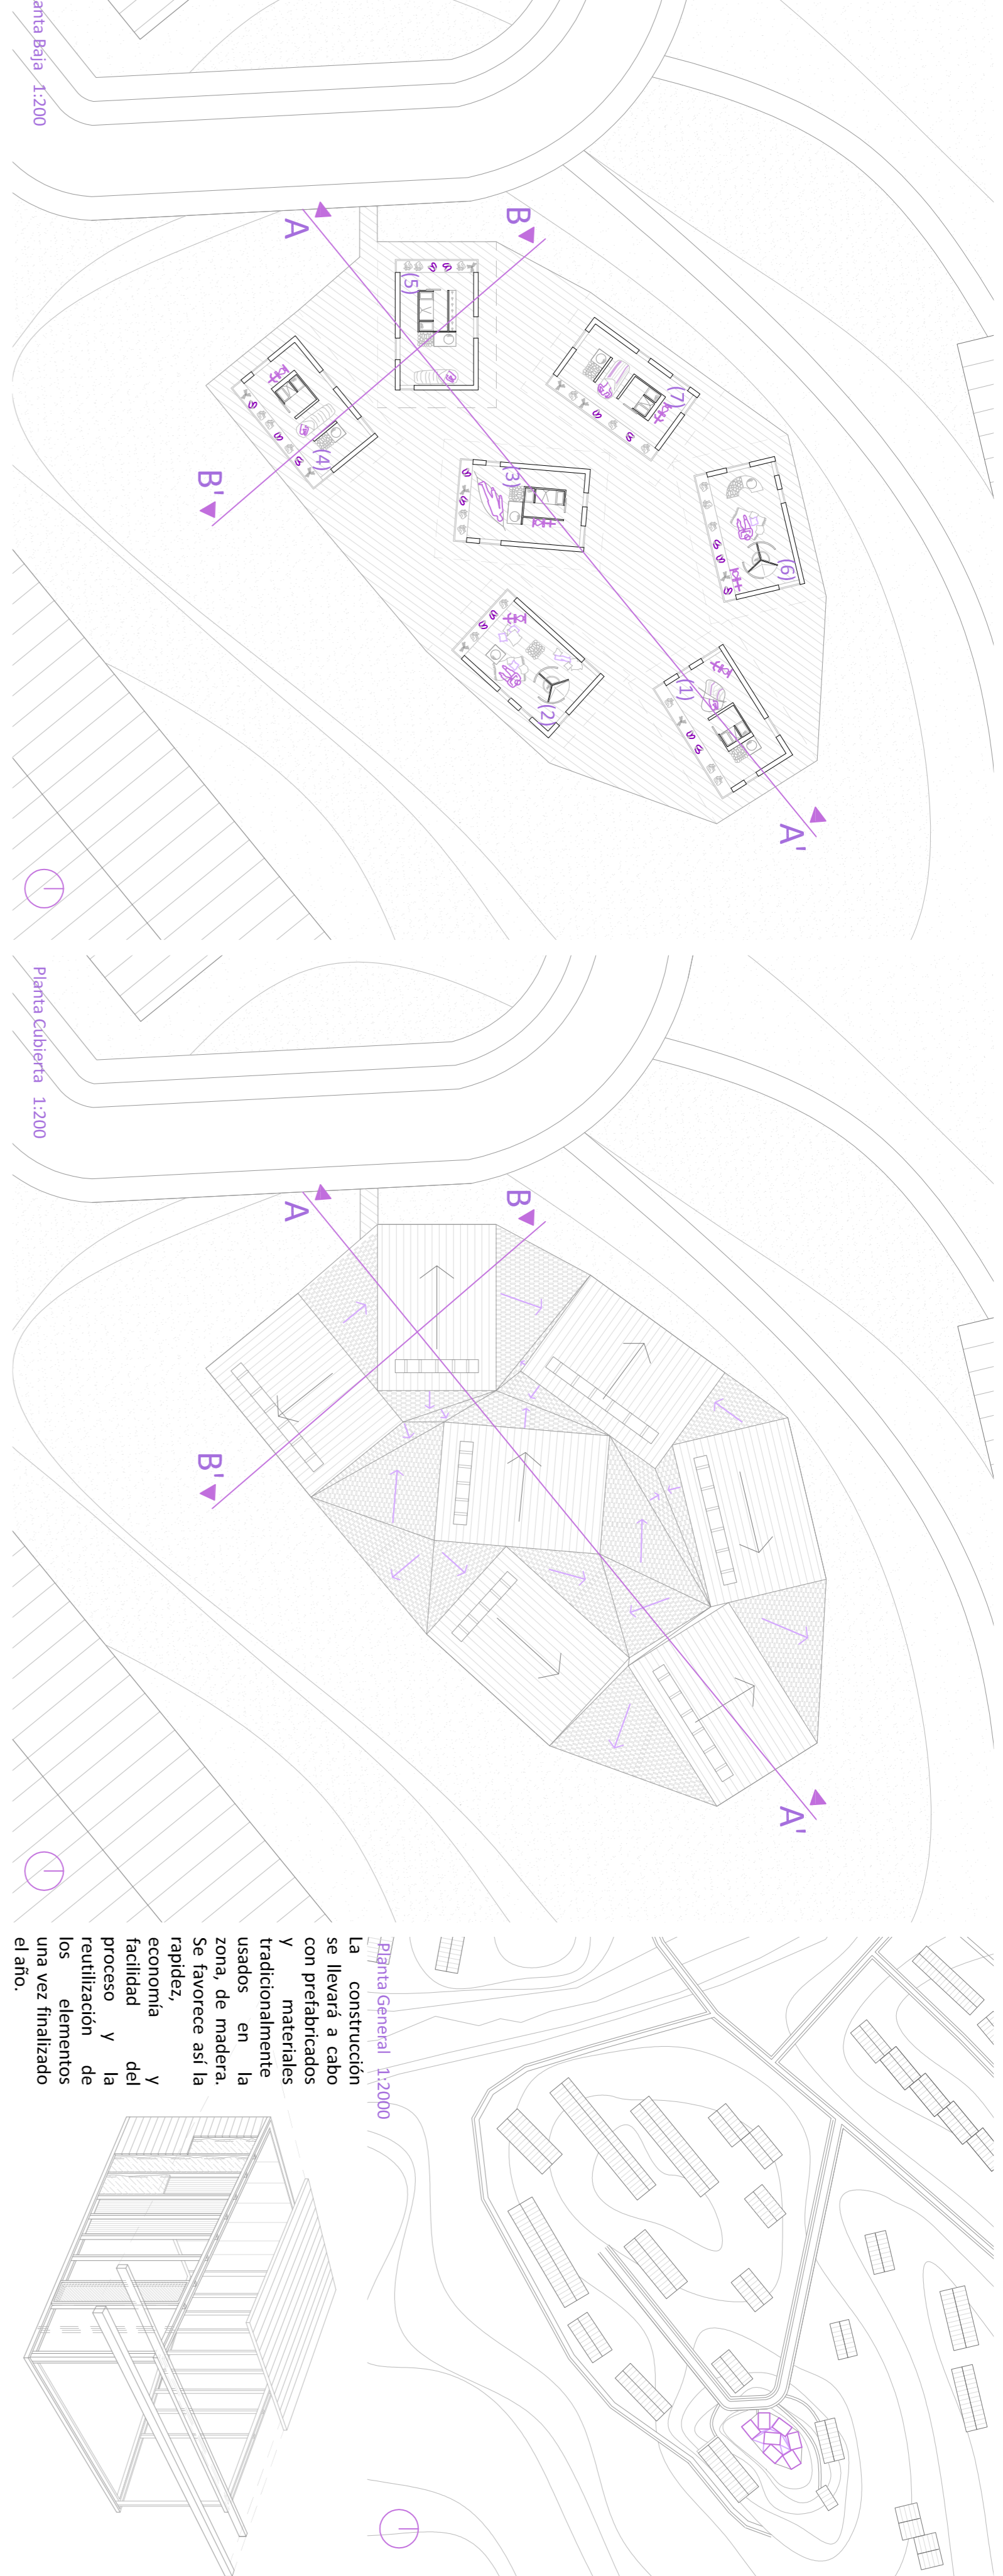 anta Baja 1:200
A
B
(5)
(7)
(4)
B'
(3)
(6)
(1)
(2)
A'
Planta Cubierta 1:200
A
B
B'
A'
Planta General 1:2000
La construcción
se llevará a cabo
con prefabricados
y materiales
tradicionalmente
usados en la
zona, de madera.
Se favorece así la
rapidez,
economía y
facilidad del
proceso y la
reutilización de
los elementos
una vez finalizado
el año.